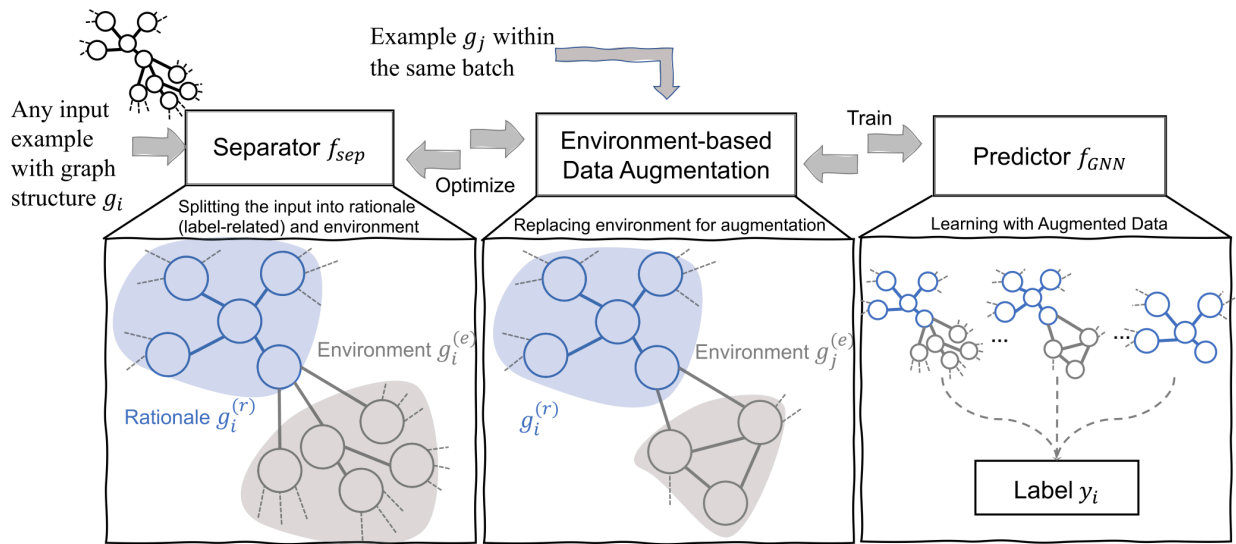 Example g_j within
the same batch
Any input
example
with graph
structure g_i
Separator f_sep
Optimize
Environment-based
Data Augmentation
Train
Predictor f_GNN
Splitting the input into rationale
(label-related) and environment
Replacing environment for augmentation
Learning with Augmented Data
Environment g_i^(e)
Rationale g_i^(r)
Environment g_j^(e)
g_i^(r)
...
...
Label y_i